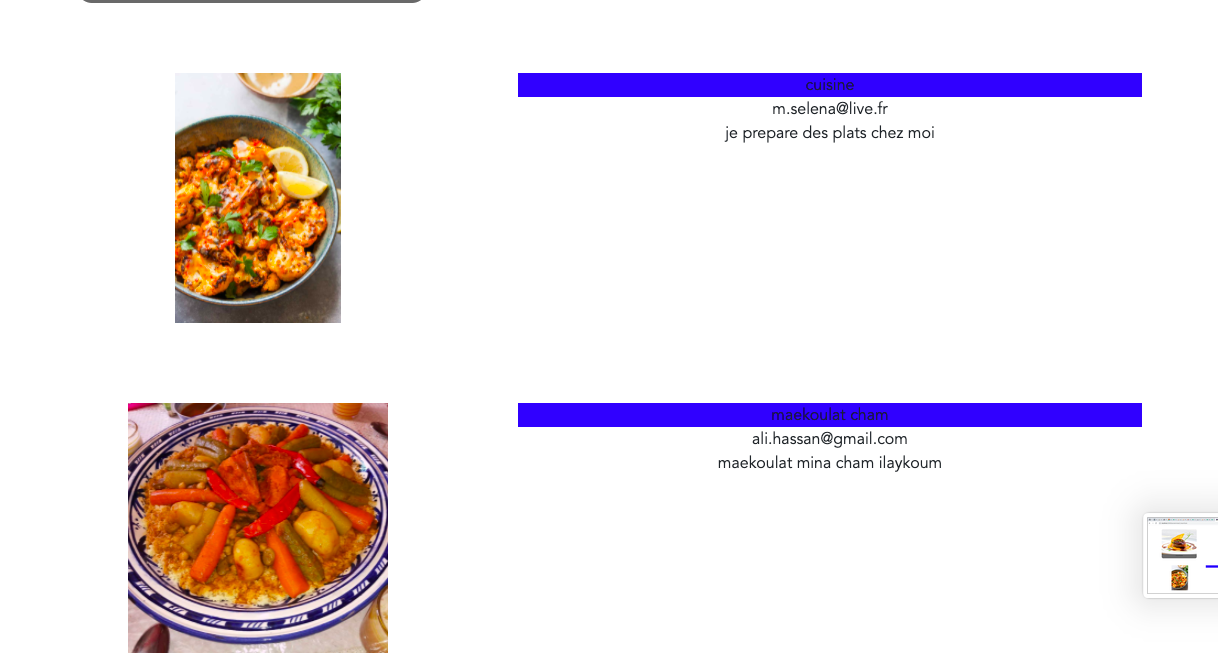 cuisine
m.selena@live.fr
je prepare des plats chez moi
maekoulat cham
ali.hassan@gmail.com
maekoulat mina cham ilaykoum